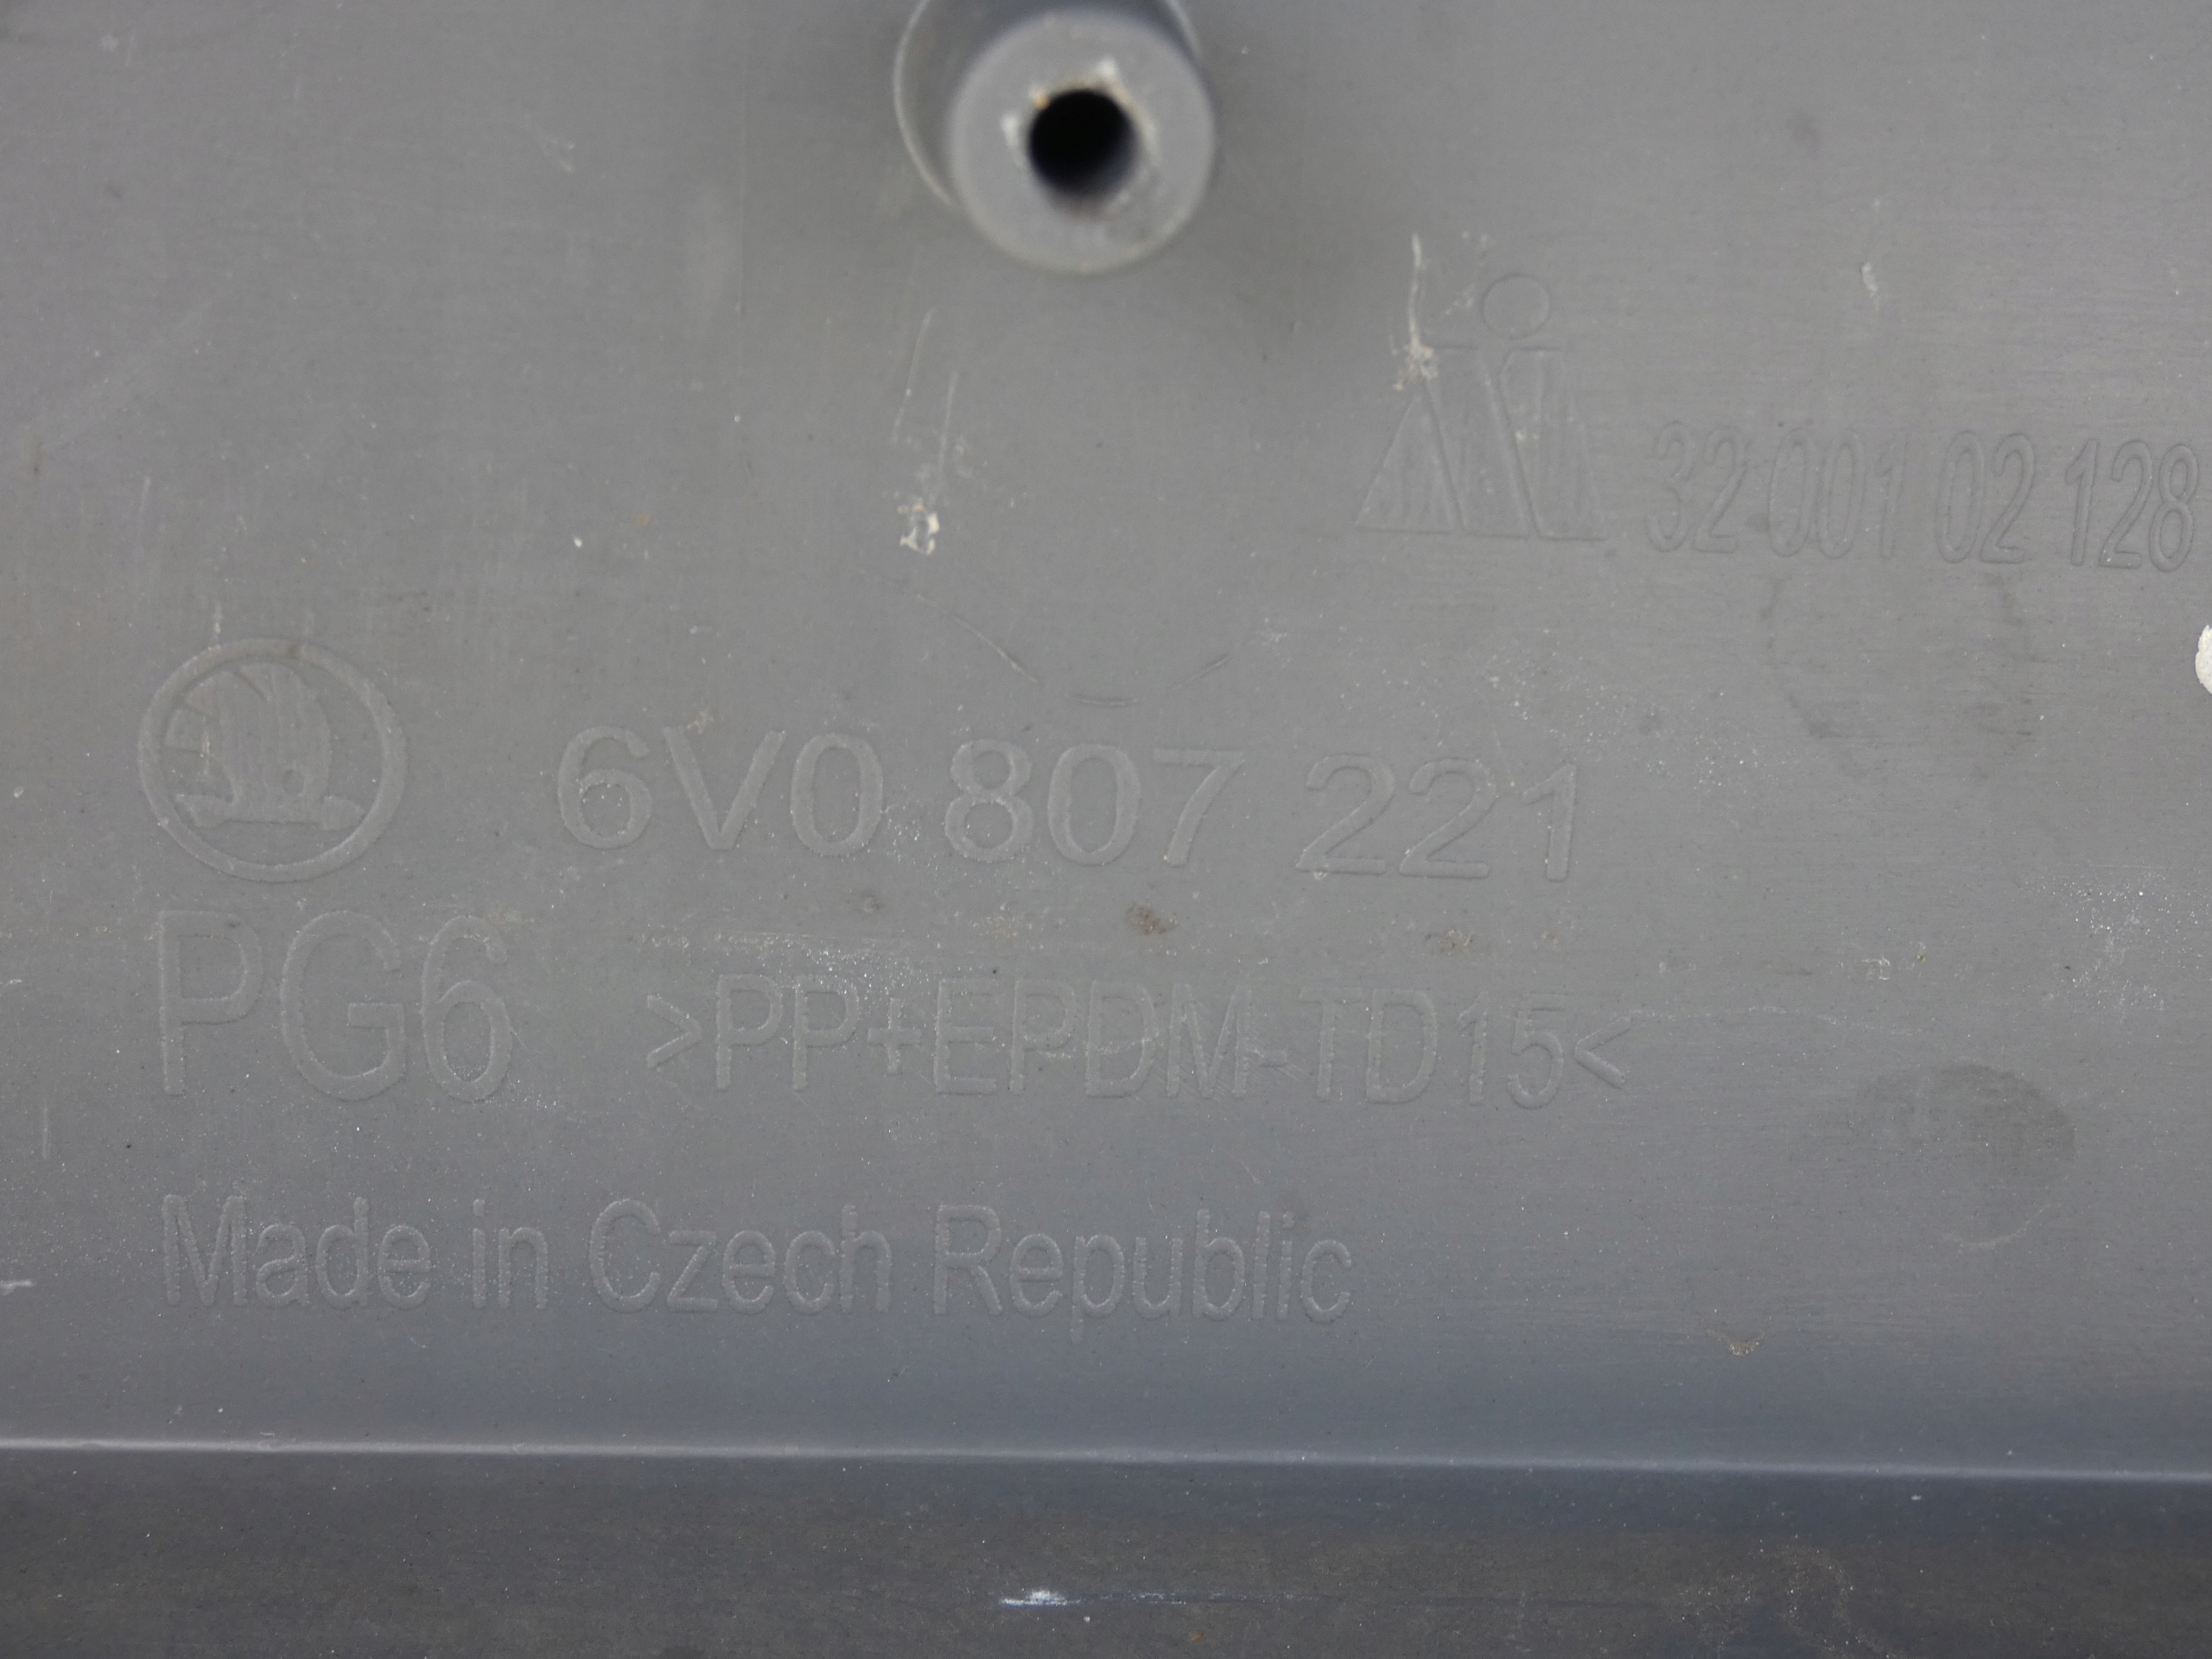 32 001 02 128
6V0 807 221
PG6 >PP+EPDM-TD15<
Made in Czech Republic